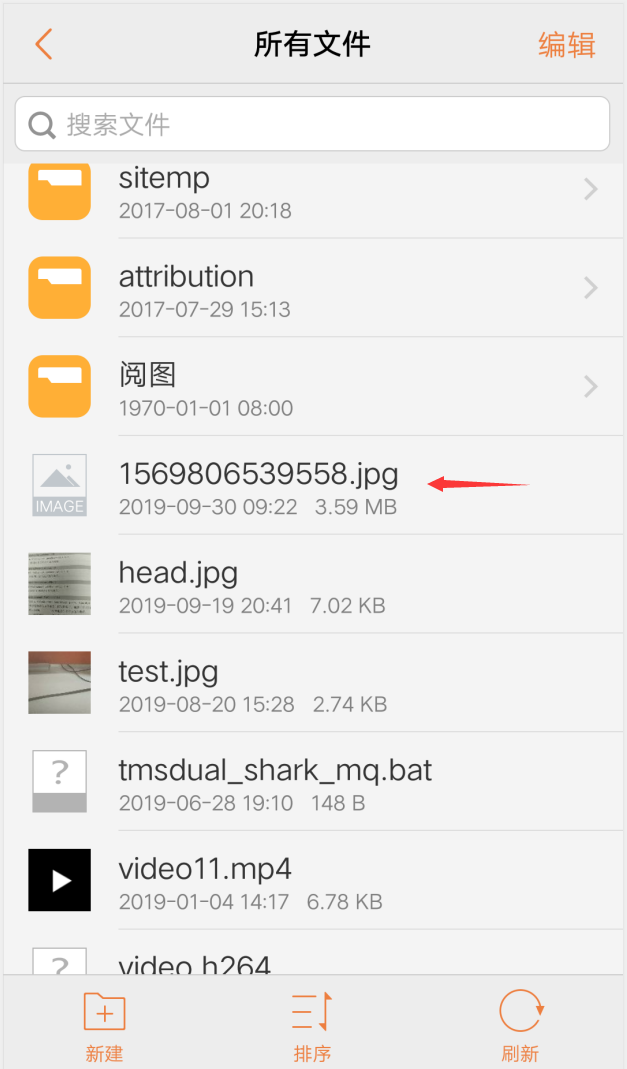 所有文件
编辑
搜索文件
sitemp
2017-08-01 20:18
attribution
2017-07-29 15:13
阅图
1970-01-01 08:00
1569806539558.jpg
IMAGE
2019-09-30 09:22 3.59 MB
head.jpg
2019-09-19 20:41 7.02 KB
test.jpg
2019-08-20 15:28 2.74 KB
?
tmsdual_shark_mq.bat
2019-06-28 19:10 148 B
video11.mp4
2019-01-04 14:17 6.78 KB
?
video.h264
新建
排序
刷新